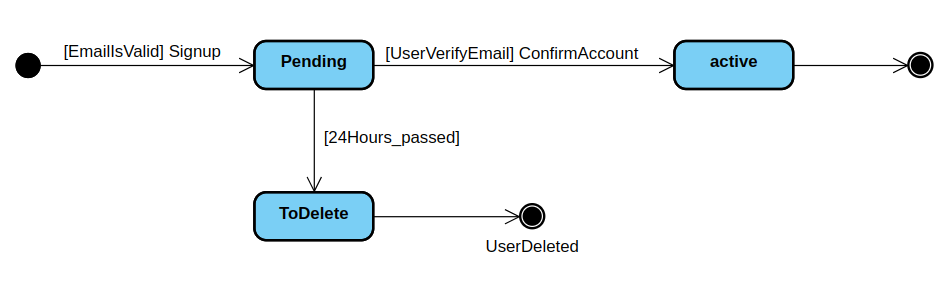 [EmailIsValid] Signup
Pending
[UserVerifyEmail] ConfirmAccount
active
[24Hours_passed]
ToDelete
UserDeleted